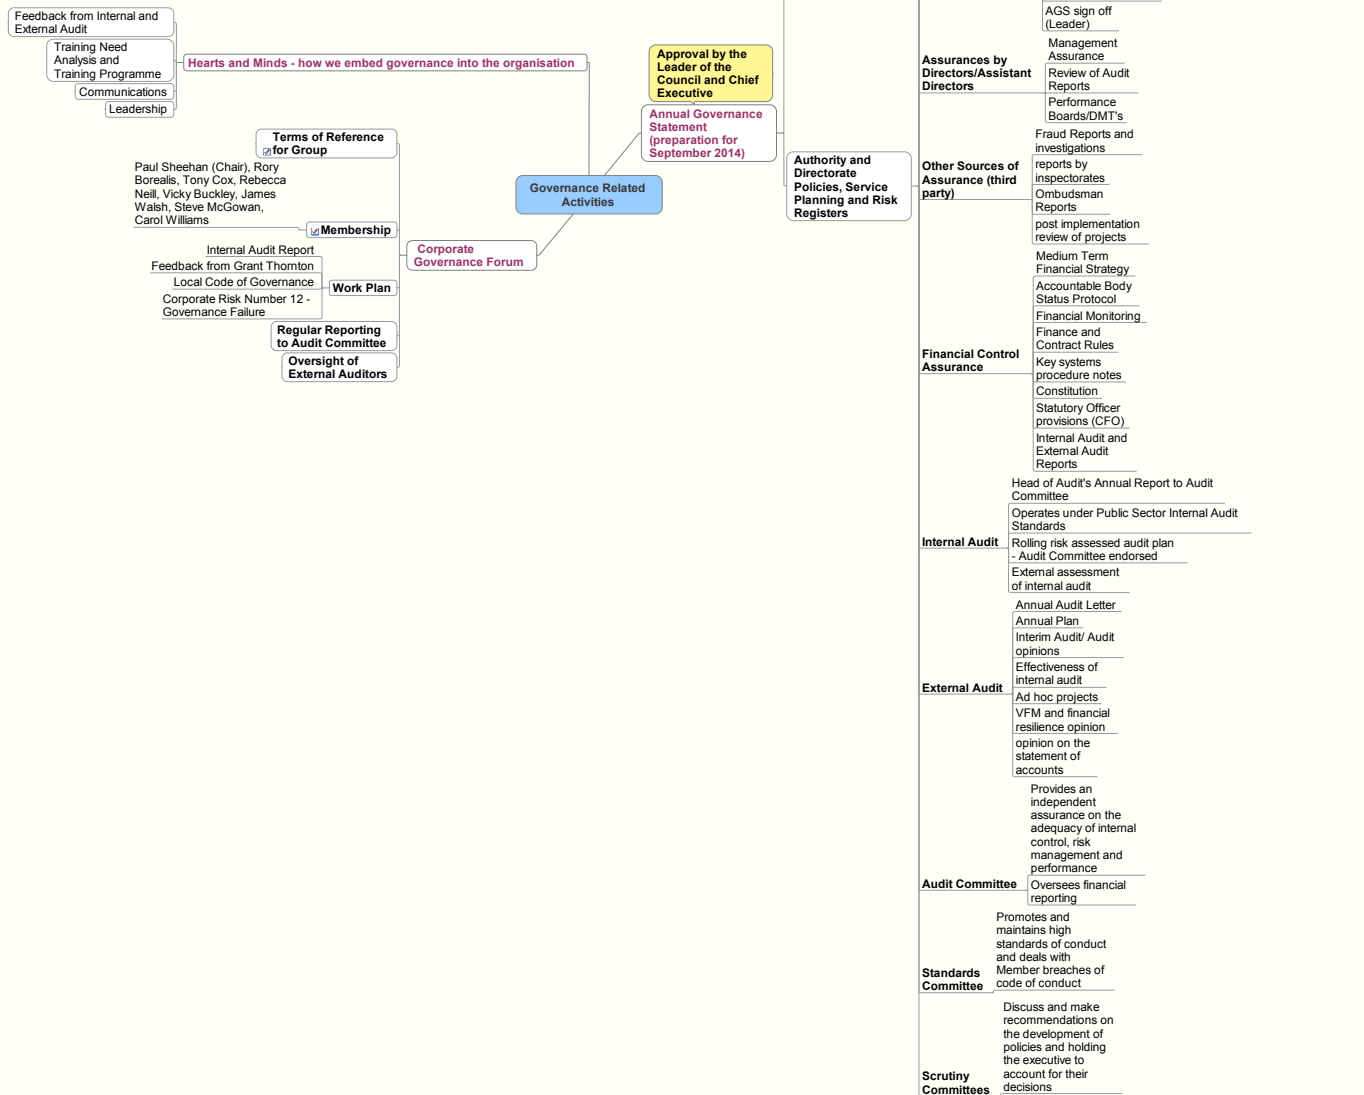 Feedback from Internal and
External Audit
Training Need
Analysis and
Training Programme
Communications
Leadership
Hearts and Minds - how we embed governance into the organisation
Approval by the
Leader of the
Council and Chief
Executive
Annual Governance
Statement
(preparation for
September 2014)
Governance Related
Activities
Terms of Reference
for Group
Paul Sheehan (Chair), Rory
Borealis, Tony Cox, Rebecca
Neill, Vicky Buckley, James
Walsh, Steve McGowan,
Carol Williams
Membership
Internal Audit Report
Feedback from Grant Thornton
Local Code of Governance
Corporate Risk Number 12 -
Governance Failure
Work Plan
Regular Reporting
to Audit Committee
Oversight of
External Auditors
Corporate
Governance Forum
Authority and
Directorate
Policies, Service
Planning and Risk
Registers
AGS sign off
(Leader)
Assurances by
Directors/Assistant
Directors
Management
Assurance
Review of Audit
Reports
Performance
Boards/DMT's
Other Sources of
Assurance (third
party)
Fraud Reports and
investigations
reports by
inspectorates
Ombudsman
Reports
post implementation
review of projects
Financial Control
Assurance
Medium Term
Financial Strategy
Accountable Body
Status Protocol
Financial Monitoring
Finance and
Contract Rules
Key systems
procedure notes
Constitution
Statutory Officer
provisions (CFO)
Internal Audit and
External Audit
Reports
Internal Audit
Head of Audit's Annual Report to Audit
Committee
Operates under Public Sector Internal Audit
Standards
Rolling risk assessed audit plan
- Audit Committee endorsed
External assessment
of internal audit
External Audit
Annual Audit Letter
Annual Plan
Interim Audit/ Audit
opinions
Effectiveness of
internal audit
Ad hoc projects
VFM and financial
resilience opinion
opinion on the
statement of
accounts
Audit Committee
Provides an
independent
assurance on the
adequacy of internal
control, risk
management and
performance
Oversees financial
reporting
Standards
Committee
Promotes and
maintains high
standards of conduct
and deals with
Member breaches of
code of conduct
Scrutiny
Committees
Discuss and make
recommendations on
the development of
policies and holding
the executive to
account for their
decisions